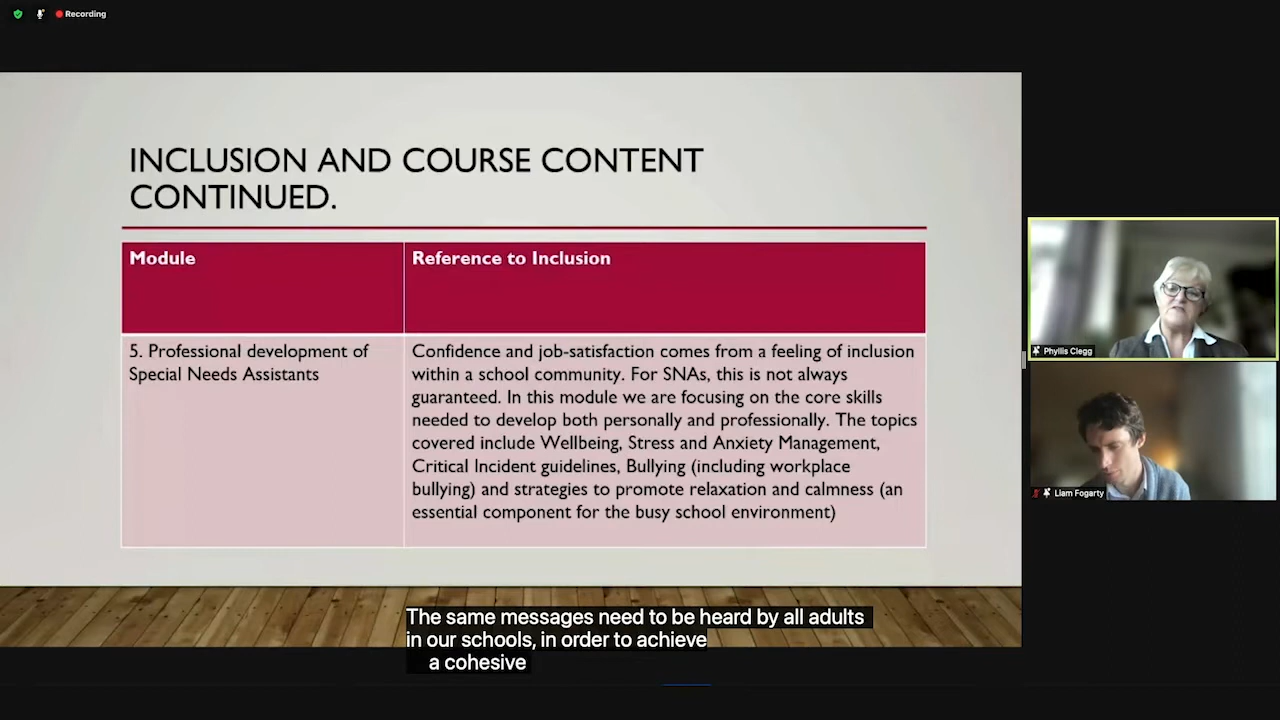 Recording
INCLUSION AND COURSE CONTENT
CONTINUED.
Module
Reference to Inclusion
5. Professional development of
Special Needs Assistants
Confidence and job-satisfaction comes from a feeling of inclusion
within a school community. For SNAs, this is not always
guaranteed. In this module we are focusing on the core skills
needed to develop both personally and professionally. The topics
covered include Wellbeing, Stress and Anxiety Management,
Critical Incident guidelines, Bullying (including workplace
bullying) and strategies to promote relaxation and calmness (an
essential component for the busy school environment)
Phyllis Clegg
Liam Fogarty
The same messages need to be heard by all adults
in our schools, in order to achieve
a cohesive